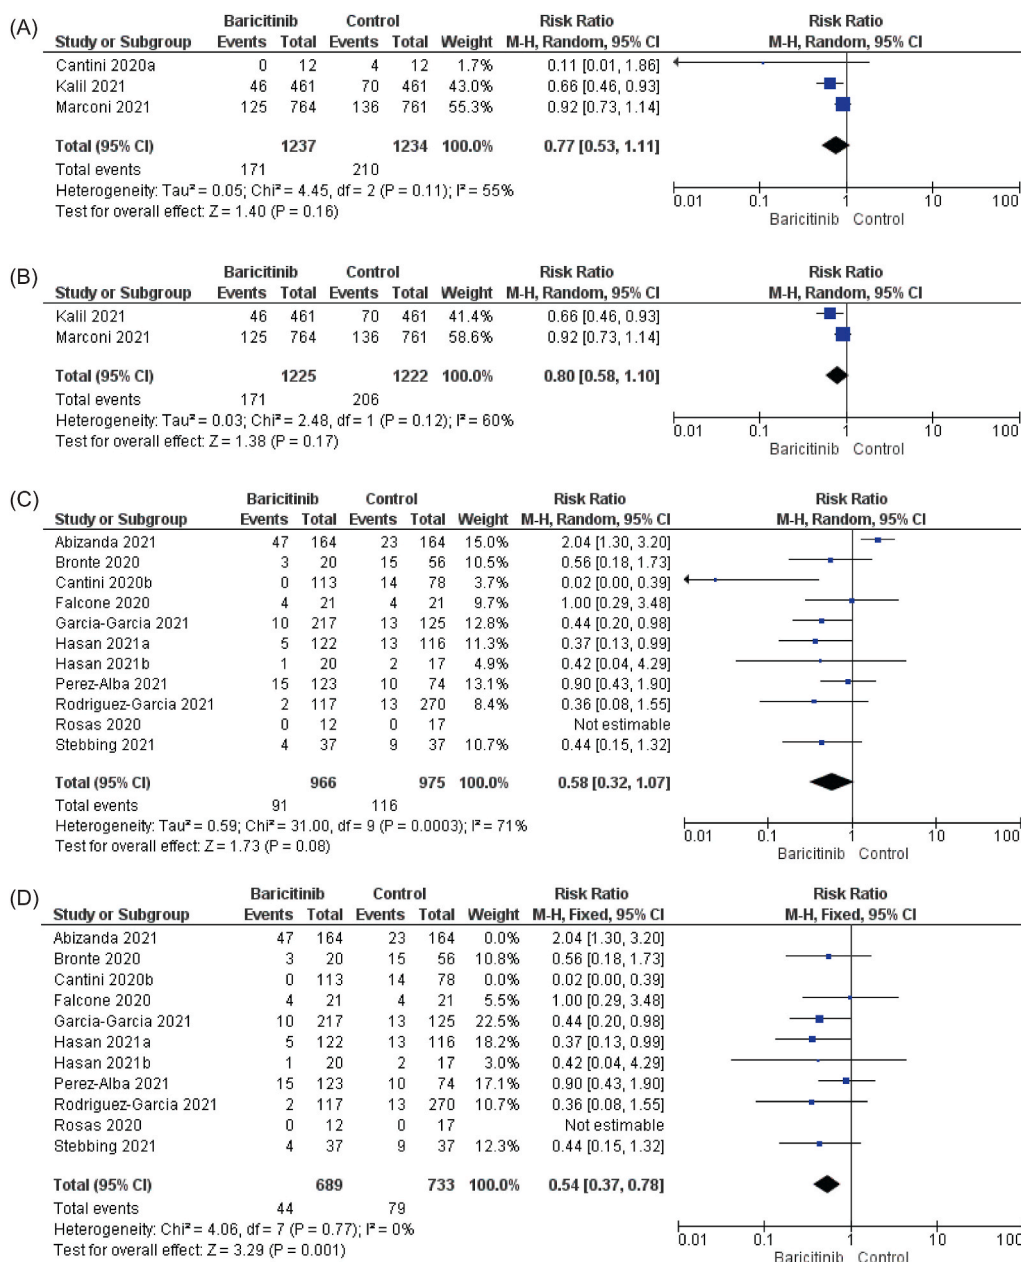 (A)
Baricitinib Control Risk Ratio Risk Ratio
Study or Subgroup Events Total Events Total Weight M-H, Random, 95% CI M-H, Random, 95% CI
Cantini 2020a 0 12 4 12 1.7% 0.11 [0.01, 1.86]
Kalil 2021 46 461 70 461 43.0% 0.66 [0.46, 0.93]
Marconi 2021 125 764 136 761 55.3% 0.92 [0.73, 1.14]
Total (95% CI) 1237 1234 100.0% 0.77 [0.53, 1.11]
Total events 171 210
Heterogeneity: Tau² = 0.05; Chi² = 4.45, df = 2 (P = 0.11); I² = 55%
Test for overall effect: Z = 1.40 (P = 0.16)
0.01 0.1 1 10 100
Baricitinib Control
(B)
Baricitinib Control Risk Ratio Risk Ratio
Study or Subgroup Events Total Events Total Weight M-H, Random, 95% CI M-H, Random, 95% CI
Kalil 2021 46 461 70 461 41.4% 0.66 [0.46, 0.93]
Marconi 2021 125 764 136 761 58.6% 0.92 [0.73, 1.14]
Total (95% CI) 1225 1222 100.0% 0.80 [0.58, 1.10]
Total events 171 206
Heterogeneity: Tau² = 0.03; Chi² = 2.48, df = 1 (P = 0.12); I² = 60%
Test for overall effect: Z = 1.38 (P = 0.17)
0.01 0.1 1 10 100
Baricitinib Control
(C)
Baricitinib Control Risk Ratio Risk Ratio
Study or Subgroup Events Total Events Total Weight M-H, Random, 95% CI M-H, Random, 95% CI
Abizanda 2021 47 164 23 164 15.0% 2.04 [1.30, 3.20]
Bronte 2020 3 20 15 56 10.5% 0.56 [0.18, 1.73]
Cantini 2020b 0 113 14 78 3.7% 0.02 [0.00, 0.39]
Falcone 2020 4 21 4 21 9.7% 1.00 [0.29, 3.48]
Garcia-Garcia 2021 10 217 13 125 12.8% 0.44 [0.20, 0.98]
Hasan 2021a 5 122 13 116 11.3% 0.37 [0.13, 0.99]
Hasan 2021b 1 20 2 17 4.9% 0.42 [0.04, 4.29]
Perez-Alba 2021 15 123 10 74 13.1% 0.90 [0.43, 1.90]
Rodriguez-Garcia 2021 2 117 13 270 8.4% 0.36 [0.08, 1.55]
Rosas 2020 0 12 0 17 Not estimable
Stebbing 2021 4 37 9 37 10.7% 0.44 [0.15, 1.32]
Total (95% CI) 966 975 100.0% 0.58 [0.32, 1.07]
Total events 91 116
Heterogeneity: Tau² = 0.59; Chi² = 31.00, df = 9 (P = 0.0003); I² = 71%
Test for overall effect: Z = 1.73 (P = 0.08)
0.01 0.1 1 10 100
Baricitinib Control
(D)
Baricitinib Control Risk Ratio Risk Ratio
Study or Subgroup Events Total Events Total Weight M-H, Fixed, 95% CI M-H, Fixed, 95% CI
Abizanda 2021 47 164 23 164 0.0% 2.04 [1.30, 3.20]
Bronte 2020 3 20 15 56 10.8% 0.56 [0.18, 1.73]
Cantini 2020b 0 113 14 78 0.0% 0.02 [0.00, 0.39]
Falcone 2020 4 21 4 21 5.5% 1.00 [0.29, 3.48]
Garcia-Garcia 2021 10 217 13 125 22.5% 0.44 [0.20, 0.98]
Hasan 2021a 5 122 13 116 18.2% 0.37 [0.13, 0.99]
Hasan 2021b 1 20 2 17 3.0% 0.42 [0.04, 4.29]
Perez-Alba 2021 15 123 10 74 17.1% 0.90 [0.43, 1.90]
Rodriguez-Garcia 2021 2 117 13 270 10.7% 0.36 [0.08, 1.55]
Rosas 2020 0 12 0 17 Not estimable
Stebbing 2021 4 37 9 37 12.3% 0.44 [0.15, 1.32]
Total (95% CI) 689 733 100.0% 0.54 [0.37, 0.78]
Total events 44 79
Heterogeneity: Chi² = 4.06, df = 7 (P = 0.77); I² = 0%
Test for overall effect: Z = 3.29 (P = 0.001)
0.01 0.1 1 10 100
Baricitinib Control